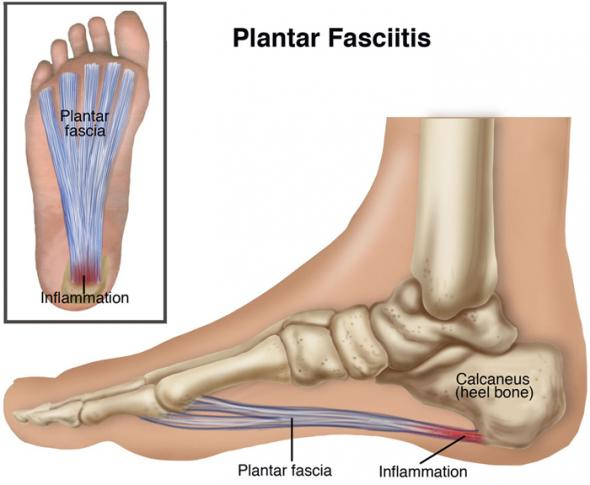 Plantar Fasciitis
Plantar
fascia
Inflammation
Calcaneus
(heel bone)
Plantar fascia
Inflammation